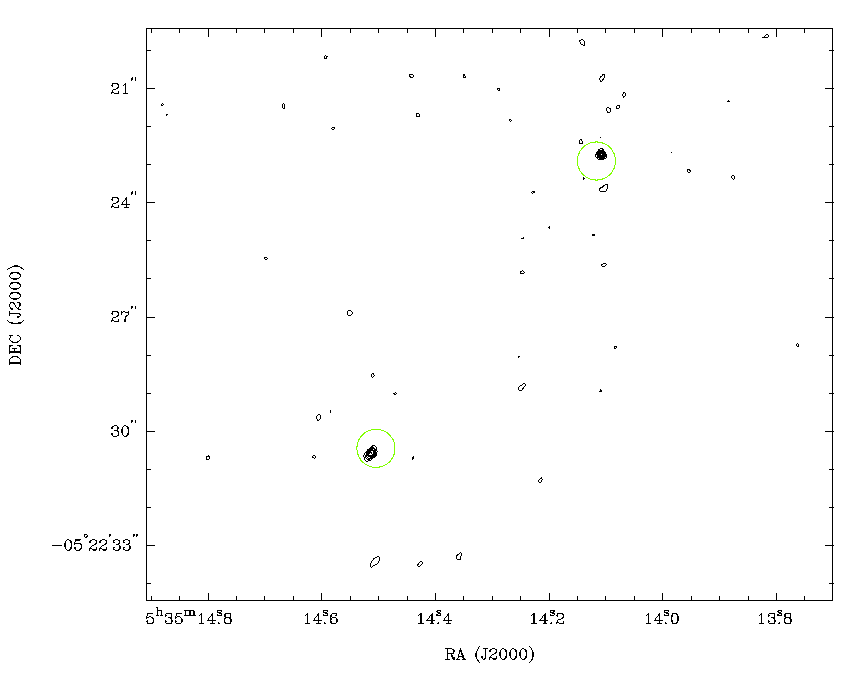 21"
24"
27"
30"
−05°22'33"
DEC (J2000)
5ʰ35ᵐ14ˢ.8
14ˢ.6
14ˢ.4
14ˢ.2
14ˢ.0
13ˢ.8
RA (J2000)